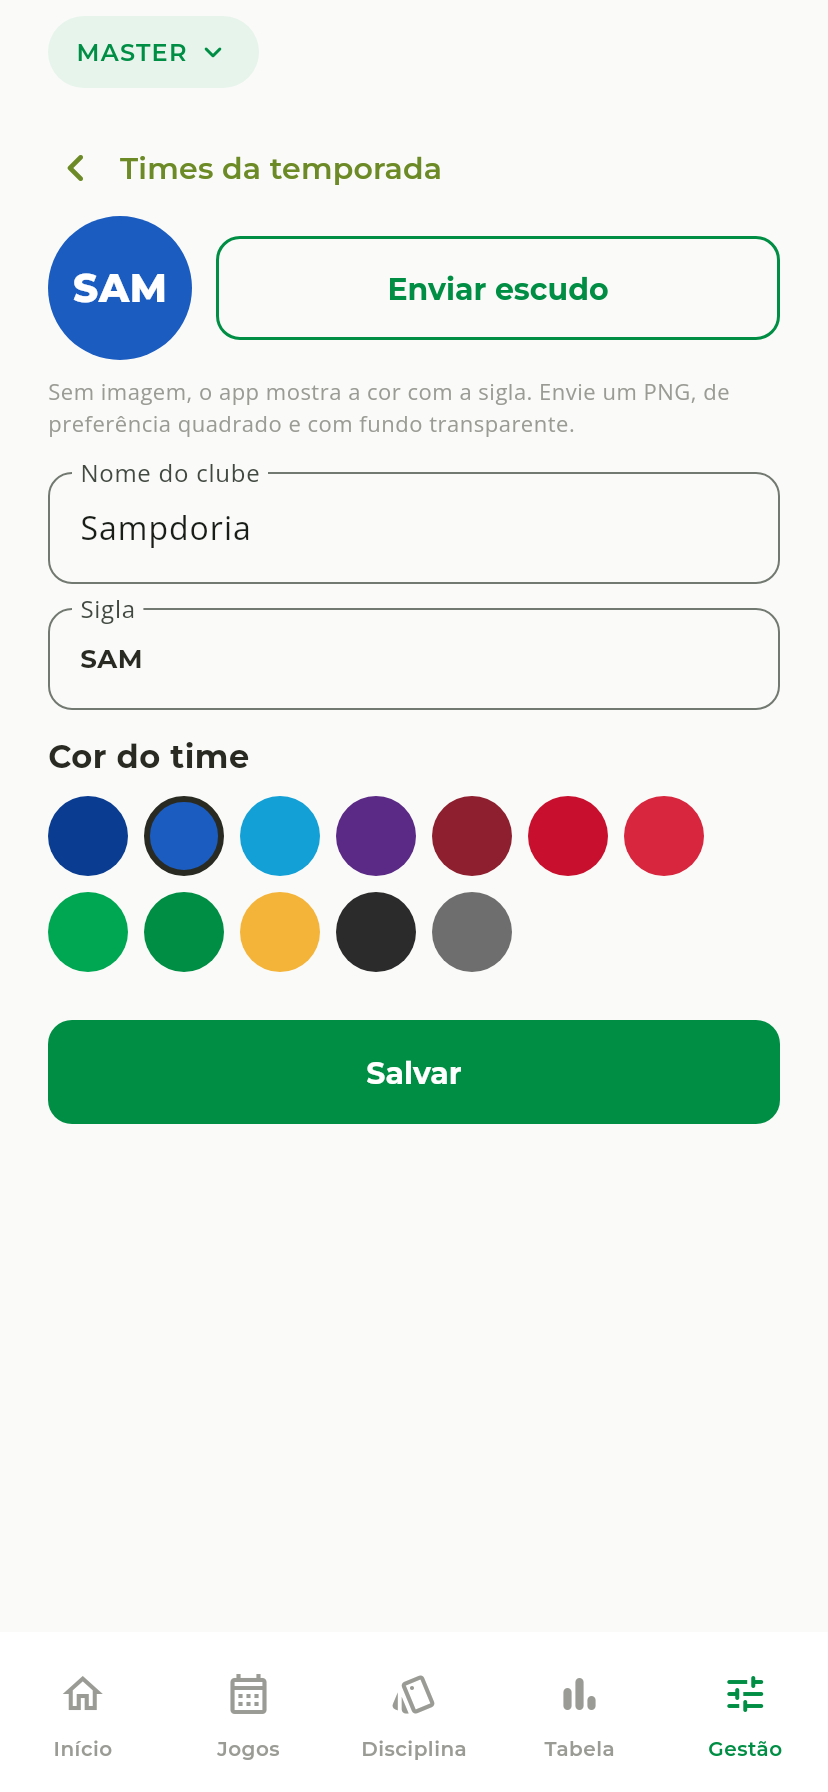 MASTER
Times da temporada
SAM
Enviar escudo
Sem imagem, o app mostra a cor com a sigla. Envie um PNG, de
preferência quadrado e com fundo transparente.
Nome do clube
Sampdoria
Sigla
SAM
Cor do time
Salvar
Início
Jogos
Disciplina
Tabela
Gestão